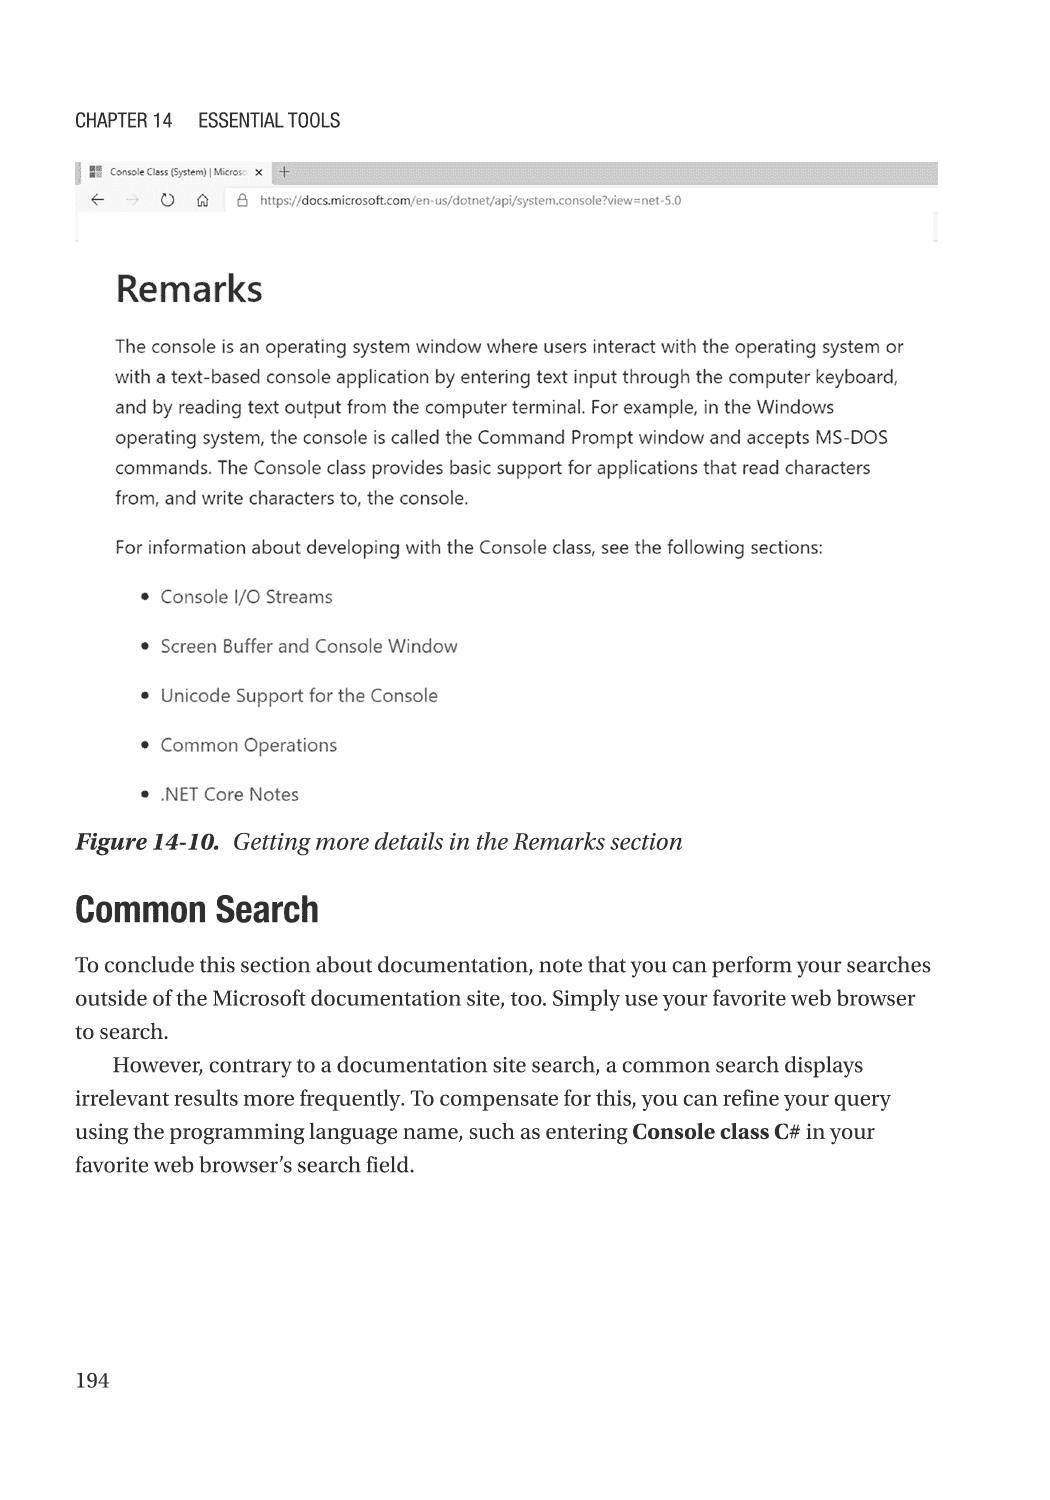 CHAPTER 14 ESSENTIAL TOOLS
Console Class (System) | Micros
https://docs.microsoft.com/en-us/dotnet/api/system.console?view=net-5.0
Remarks
The console is an operating system window where users interact with the operating system or
with a text-based console application by entering text input through the computer keyboard,
and by reading text output from the computer terminal. For example, in the Windows
operating system, the console is called the Command Prompt window and accepts MS-DOS
commands. The Console class provides basic support for applications that read characters
from, and write characters to, the console.
For information about developing with the Console class, see the following sections:
• Console I/O Streams
• Screen Buffer and Console Window
• Unicode Support for the Console
• Common Operations
• .NET Core Notes
Figure 14-10. Getting more details in the Remarks section
Common Search
To conclude this section about documentation, note that you can perform your searches
outside of the Microsoft documentation site, too. Simply use your favorite web browser
to search.
However, contrary to a documentation site search, a common search displays
irrelevant results more frequently. To compensate for this, you can refine your query
using the programming language name, such as entering Console class C# in your
favorite web browser’s search field.
194